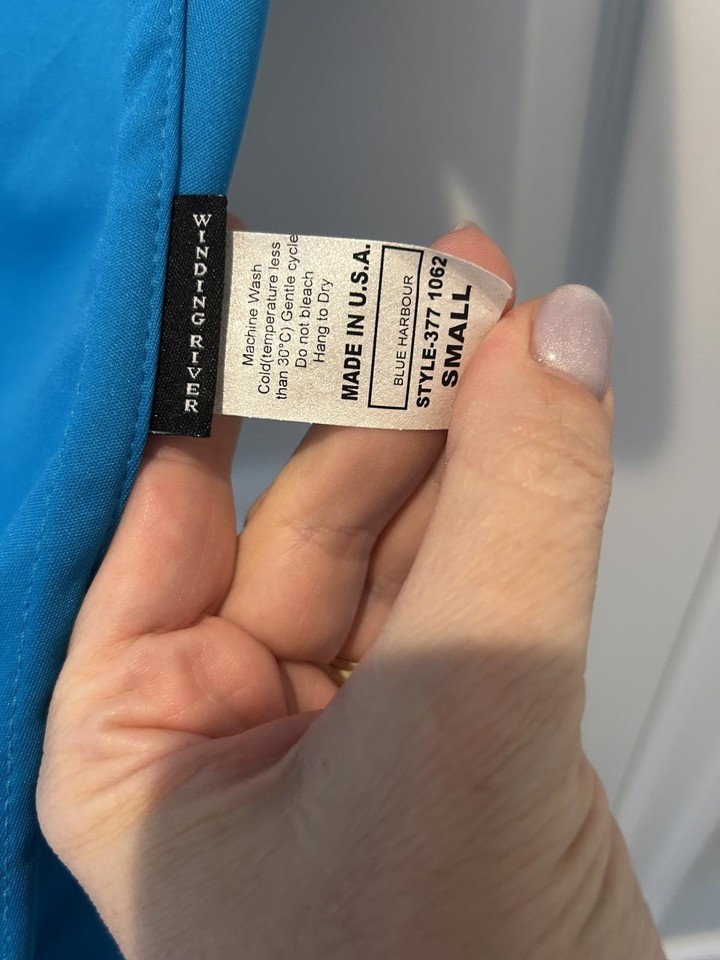 WINDING RIVER
Machine Wash
Cold(temperature less
than 30°C) Gentle cycle
Do not bleach
Hang to Dry
MADE IN U.S.A.
BLUE HARBOUR
STYLE-377 1062
SMALL